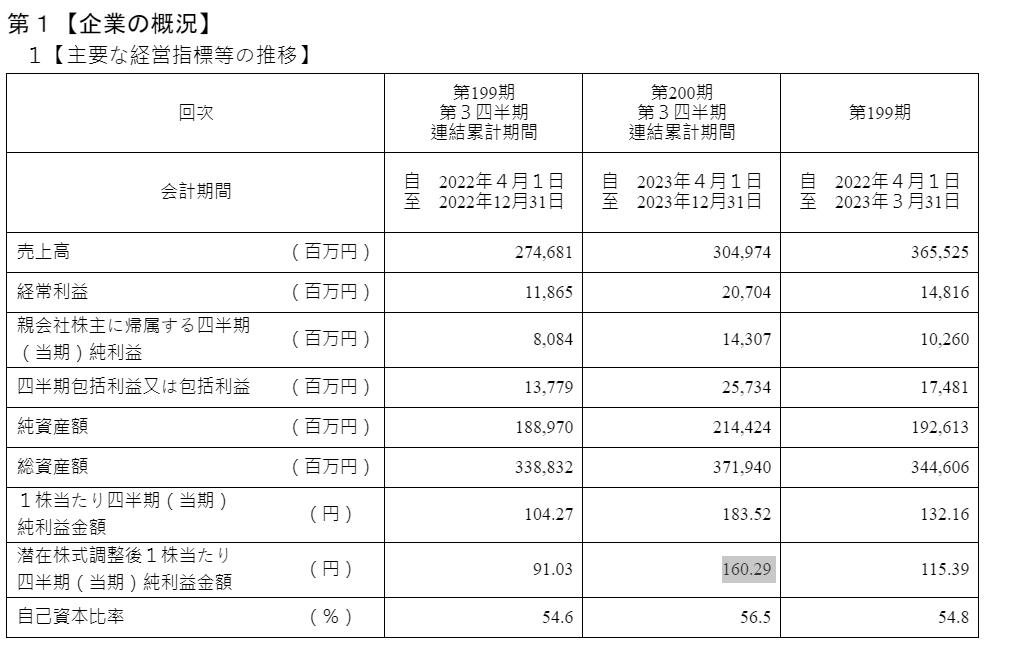 第１【企業の概況】
１【主要な経営指標等の推移】
回次
第199期
第３四半期
連結累計期間
第200期
第３四半期
連結累計期間
第199期
会計期間
自　2022年４月１日
至　2022年12月31日
自　2023年４月１日
至　2023年12月31日
自　2022年４月１日
至　2023年３月31日
売上高 （百万円） 274,681 304,974 365,525
経常利益 （百万円） 11,865 20,704 14,816
親会社株主に帰属する四半期
（当期）純利益 （百万円） 8,084 14,307 10,260
四半期包括利益又は包括利益 （百万円） 13,779 25,734 17,481
純資産額 （百万円） 188,970 214,424 192,613
総資産額 （百万円） 338,832 371,940 344,606
１株当たり四半期（当期）
純利益金額 （円） 104.27 183.52 132.16
潜在株式調整後１株当たり
四半期（当期）純利益金額 （円） 91.03 160.29 115.39
自己資本比率 （％） 54.6 56.5 54.8